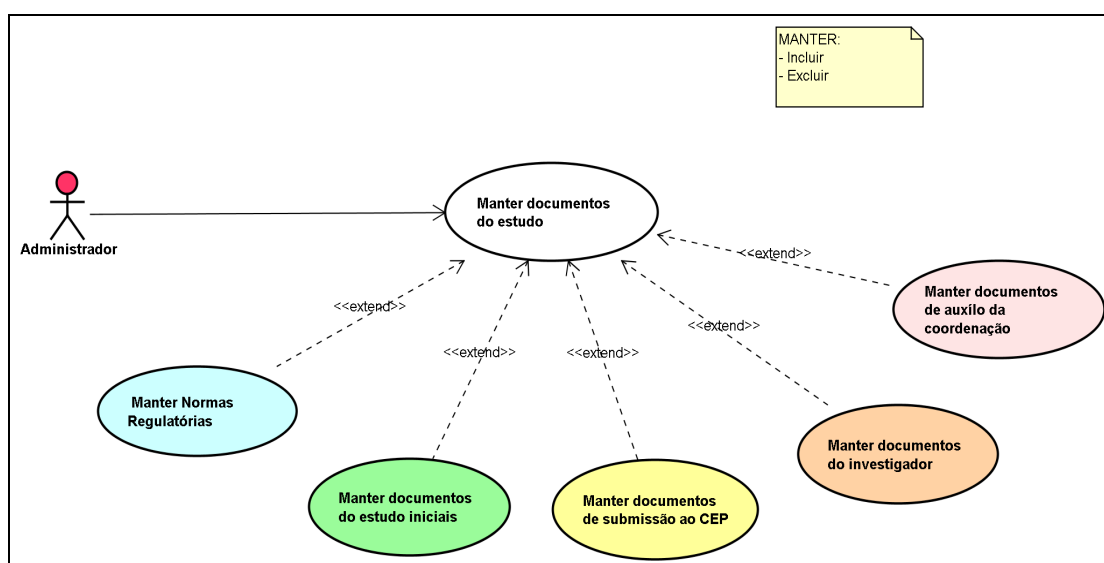 MANTER:
- Incluir
- Excluir
Manter documentos
do estudo
Administrador
<<extend>>
<<extend>>
<<extend>>
<<extend>>
<<extend>>
Manter documentos
de auxílo da
coordenação
Manter Normas
Regulatórias
Manter documentos
do investigador
Manter documentos
do estudo iniciais
Manter documentos
de submissão ao CEP